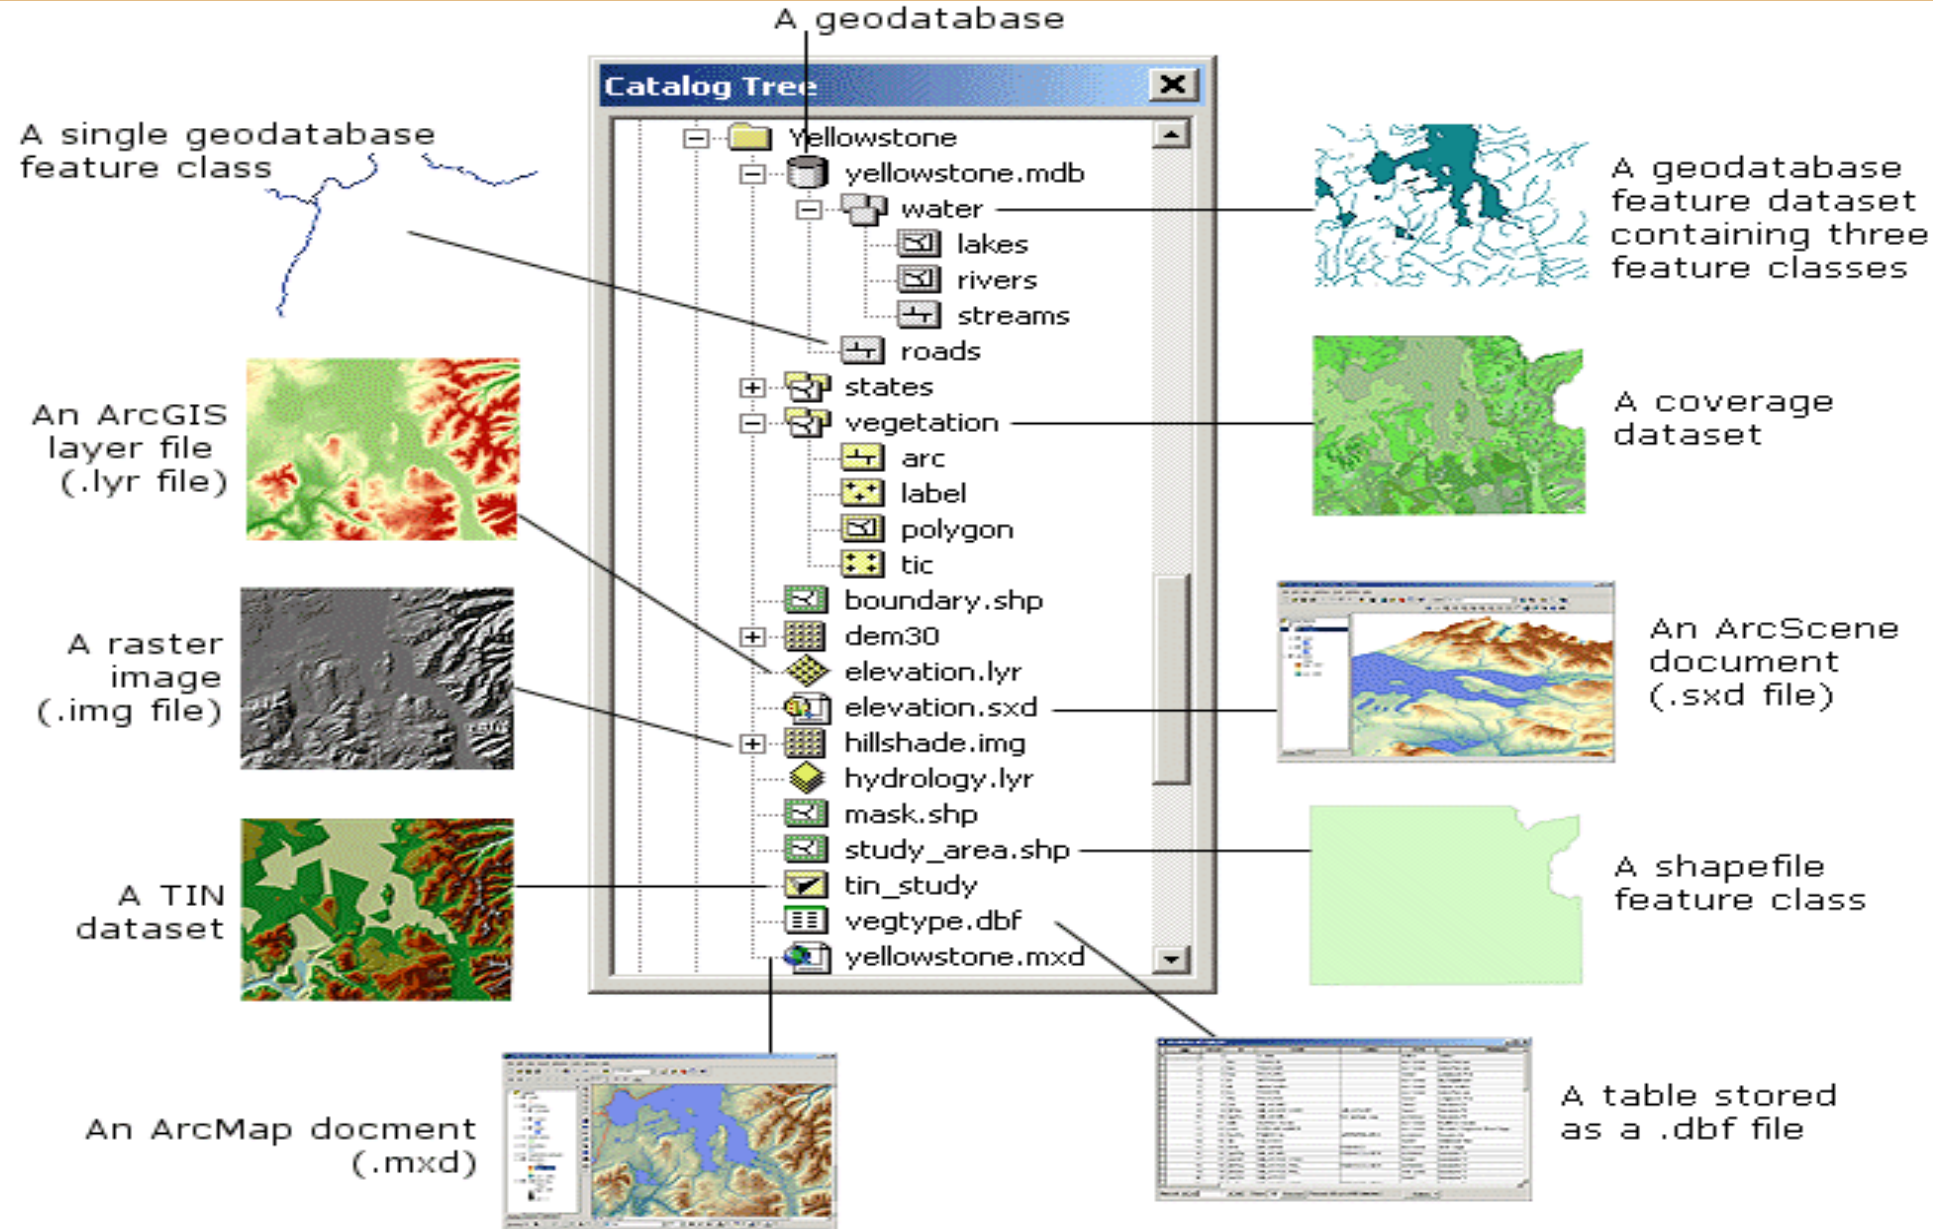 A geodatabase
Catalog Tree
A single geodatabase
feature class
Yellowstone
yellowstone.mdb
water
lakes
rivers
streams
roads
states
vegetation
arc
label
polygon
tic
boundary.shp
dem30
elevation.lyr
elevation.sxd
hillshade.img
hydrology.lyr
mask.shp
study_area.shp
tin_study
vegtype.dbf
yellowstone.mxd
A geodatabase
feature dataset
containing three
feature classes
An ArcGIS
layer file
(.lyr file)
A coverage
dataset
A raster
image
(.img file)
An ArcScene
document
(.sxd file)
A TIN
dataset
A shapefile
feature class
An ArcMap docment
(.mxd)
A table stored
as a .dbf file